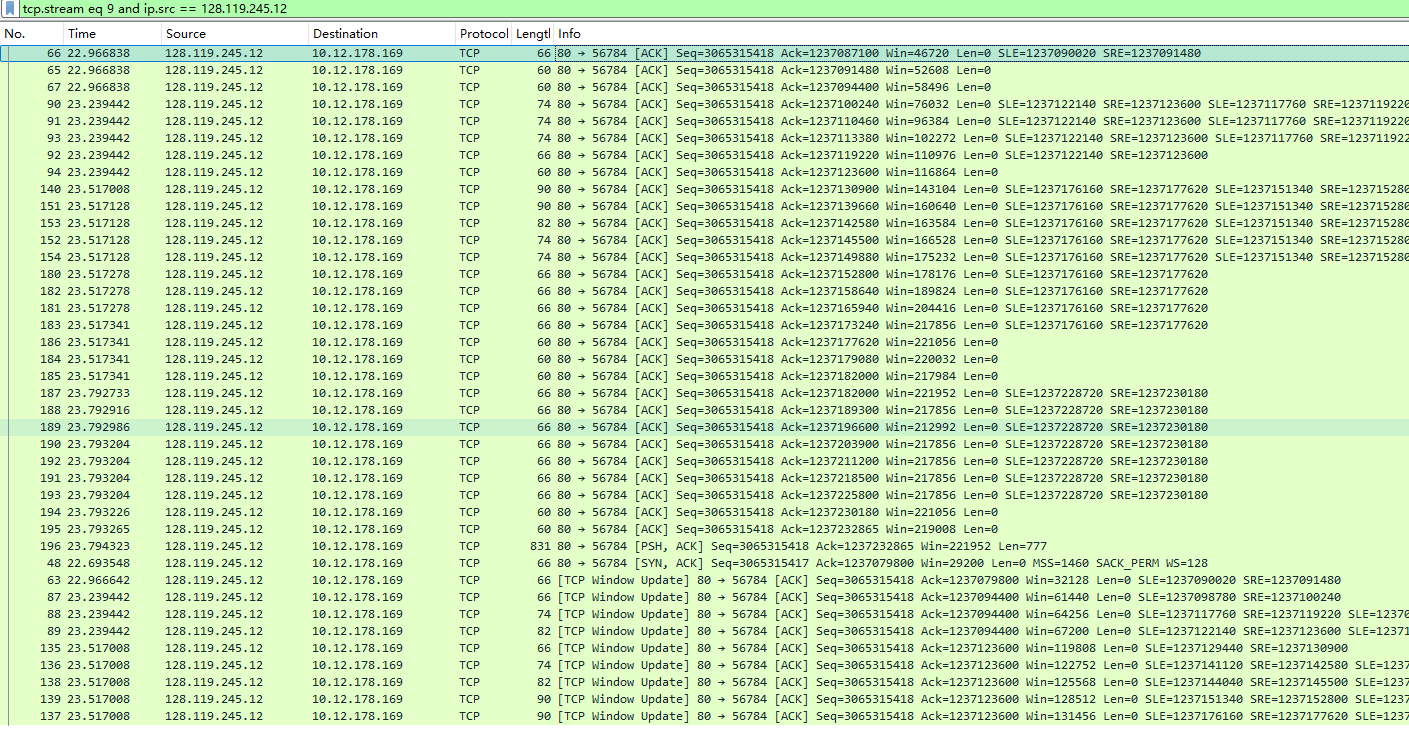 tcp.stream eq 9 and ip.src == 128.119.245.12
No. Time Source Destination Protocol Lengtl Info
66 22.966838 128.119.245.12 10.12.178.169 TCP 66 80 → 56784 [ACK] Seq=3065315418 Ack=1237087100 Win=46720 Len=0 SLE=1237090020 SRE=1237091480
65 22.966838 128.119.245.12 10.12.178.169 TCP 60 80 → 56784 [ACK] Seq=3065315418 Ack=1237091480 Win=52608 Len=0
67 22.966838 128.119.245.12 10.12.178.169 TCP 60 80 → 56784 [ACK] Seq=3065315418 Ack=1237094400 Win=58496 Len=0
90 23.239442 128.119.245.12 10.12.178.169 TCP 74 80 → 56784 [ACK] Seq=3065315418 Ack=1237100240 Win=76032 Len=0 SLE=1237122140 SRE=1237123600 SLE=1237117760 SRE=1237119220
91 23.239442 128.119.245.12 10.12.178.169 TCP 74 80 → 56784 [ACK] Seq=3065315418 Ack=1237110460 Win=96384 Len=0 SLE=1237122140 SRE=1237123600 SLE=1237117760 SRE=1237119220
93 23.239442 128.119.245.12 10.12.178.169 TCP 74 80 → 56784 [ACK] Seq=3065315418 Ack=1237113380 Win=102272 Len=0 SLE=1237122140 SRE=1237123600 SLE=1237117760 SRE=123711922
92 23.239442 128.119.245.12 10.12.178.169 TCP 66 80 → 56784 [ACK] Seq=3065315418 Ack=1237119220 Win=110976 Len=0 SLE=1237122140 SRE=1237123600
94 23.239442 128.119.245.12 10.12.178.169 TCP 60 80 → 56784 [ACK] Seq=3065315418 Ack=1237123600 Win=116864 Len=0
140 23.517008 128.119.245.12 10.12.178.169 TCP 90 80 → 56784 [ACK] Seq=3065315418 Ack=1237130900 Win=143104 Len=0 SLE=1237176160 SRE=1237177620 SLE=1237151340 SRE=123715280
151 23.517128 128.119.245.12 10.12.178.169 TCP 90 80 → 56784 [ACK] Seq=3065315418 Ack=1237139660 Win=160640 Len=0 SLE=1237176160 SRE=1237177620 SLE=1237151340 SRE=123715280
153 23.517128 128.119.245.12 10.12.178.169 TCP 82 80 → 56784 [ACK] Seq=3065315418 Ack=1237142580 Win=163584 Len=0 SLE=1237176160 SRE=1237177620 SLE=1237151340 SRE=123715280
152 23.517128 128.119.245.12 10.12.178.169 TCP 74 80 → 56784 [ACK] Seq=3065315418 Ack=1237145500 Win=166528 Len=0 SLE=1237176160 SRE=1237177620 SLE=1237151340 SRE=123715280
154 23.517128 128.119.245.12 10.12.178.169 TCP 74 80 → 56784 [ACK] Seq=3065315418 Ack=1237149880 Win=175232 Len=0 SLE=1237176160 SRE=1237177620 SLE=1237151340 SRE=123715280
180 23.517278 128.119.245.12 10.12.178.169 TCP 66 80 → 56784 [ACK] Seq=3065315418 Ack=1237152800 Win=178176 Len=0 SLE=1237176160 SRE=1237177620
182 23.517278 128.119.245.12 10.12.178.169 TCP 66 80 → 56784 [ACK] Seq=3065315418 Ack=1237158640 Win=189824 Len=0 SLE=1237176160 SRE=1237177620
181 23.517278 128.119.245.12 10.12.178.169 TCP 66 80 → 56784 [ACK] Seq=3065315418 Ack=1237165940 Win=204416 Len=0 SLE=1237176160 SRE=1237177620
183 23.517341 128.119.245.12 10.12.178.169 TCP 66 80 → 56784 [ACK] Seq=3065315418 Ack=1237173240 Win=217856 Len=0 SLE=1237176160 SRE=1237177620
186 23.517341 128.119.245.12 10.12.178.169 TCP 60 80 → 56784 [ACK] Seq=3065315418 Ack=1237177620 Win=221056 Len=0
184 23.517341 128.119.245.12 10.12.178.169 TCP 60 80 → 56784 [ACK] Seq=3065315418 Ack=1237179080 Win=220032 Len=0
185 23.517341 128.119.245.12 10.12.178.169 TCP 60 80 → 56784 [ACK] Seq=3065315418 Ack=1237182000 Win=217984 Len=0
187 23.792733 128.119.245.12 10.12.178.169 TCP 66 80 → 56784 [ACK] Seq=3065315418 Ack=1237182000 Win=221952 Len=0 SLE=1237228720 SRE=1237230180
188 23.792916 128.119.245.12 10.12.178.169 TCP 66 80 → 56784 [ACK] Seq=3065315418 Ack=1237189300 Win=217856 Len=0 SLE=1237228720 SRE=1237230180
189 23.792986 128.119.245.12 10.12.178.169 TCP 66 80 → 56784 [ACK] Seq=3065315418 Ack=1237196600 Win=212992 Len=0 SLE=1237228720 SRE=1237230180
190 23.793204 128.119.245.12 10.12.178.169 TCP 66 80 → 56784 [ACK] Seq=3065315418 Ack=1237203900 Win=217856 Len=0 SLE=1237228720 SRE=1237230180
192 23.793204 128.119.245.12 10.12.178.169 TCP 66 80 → 56784 [ACK] Seq=3065315418 Ack=1237211200 Win=217856 Len=0 SLE=1237228720 SRE=1237230180
191 23.793204 128.119.245.12 10.12.178.169 TCP 66 80 → 56784 [ACK] Seq=3065315418 Ack=1237218500 Win=217856 Len=0 SLE=1237228720 SRE=1237230180
193 23.793204 128.119.245.12 10.12.178.169 TCP 66 80 → 56784 [ACK] Seq=3065315418 Ack=1237225800 Win=217856 Len=0 SLE=1237228720 SRE=1237230180
194 23.793226 128.119.245.12 10.12.178.169 TCP 60 80 → 56784 [ACK] Seq=3065315418 Ack=1237230180 Win=221056 Len=0
195 23.793265 128.119.245.12 10.12.178.169 TCP 60 80 → 56784 [ACK] Seq=3065315418 Ack=1237232865 Win=219008 Len=0
196 23.794323 128.119.245.12 10.12.178.169 TCP 831 80 → 56784 [PSH, ACK] Seq=3065315418 Ack=1237232865 Win=221952 Len=777
48 22.693548 128.119.245.12 10.12.178.169 TCP 66 80 → 56784 [SYN, ACK] Seq=3065315417 Ack=1237079800 Win=29200 Len=0 MSS=1460 SACK_PERM WS=128
63 22.966642 128.119.245.12 10.12.178.169 TCP 66 [TCP Window Update] 80 → 56784 [ACK] Seq=3065315418 Ack=1237079800 Win=32128 Len=0 SLE=1237090020 SRE=1237091480
87 23.239442 128.119.245.12 10.12.178.169 TCP 66 [TCP Window Update] 80 → 56784 [ACK] Seq=3065315418 Ack=1237094400 Win=61440 Len=0 SLE=1237098780 SRE=1237100240
88 23.239442 128.119.245.12 10.12.178.169 TCP 74 [TCP Window Update] 80 → 56784 [ACK] Seq=3065315418 Ack=1237094400 Win=64256 Len=0 SLE=1237117760 SRE=1237119220 SLE=12370
89 23.239442 128.119.245.12 10.12.178.169 TCP 82 [TCP Window Update] 80 → 56784 [ACK] Seq=3065315418 Ack=1237094400 Win=67200 Len=0 SLE=1237122140 SRE=1237123600 SLE=12371
135 23.517008 128.119.245.12 10.12.178.169 TCP 66 [TCP Window Update] 80 → 56784 [ACK] Seq=3065315418 Ack=1237123600 Win=119808 Len=0 SLE=1237129440 SRE=1237130900
136 23.517008 128.119.245.12 10.12.178.169 TCP 74 [TCP Window Update] 80 → 56784 [ACK] Seq=3065315418 Ack=1237123600 Win=122752 Len=0 SLE=1237141120 SRE=1237142580 SLE=1237
138 23.517008 128.119.245.12 10.12.178.169 TCP 82 [TCP Window Update] 80 → 56784 [ACK] Seq=3065315418 Ack=1237123600 Win=125568 Len=0 SLE=1237144040 SRE=1237145500 SLE=1237
139 23.517008 128.119.245.12 10.12.178.169 TCP 90 [TCP Window Update] 80 → 56784 [ACK] Seq=3065315418 Ack=1237123600 Win=128512 Len=0 SLE=1237151340 SRE=1237152800 SLE=1237
137 23.517008 128.119.245.12 10.12.178.169 TCP 90 [TCP Window Update] 80 → 56784 [ACK] Seq=3065315418 Ack=1237123600 Win=131456 Len=0 SLE=1237176160 SRE=1237177620 SLE=1237